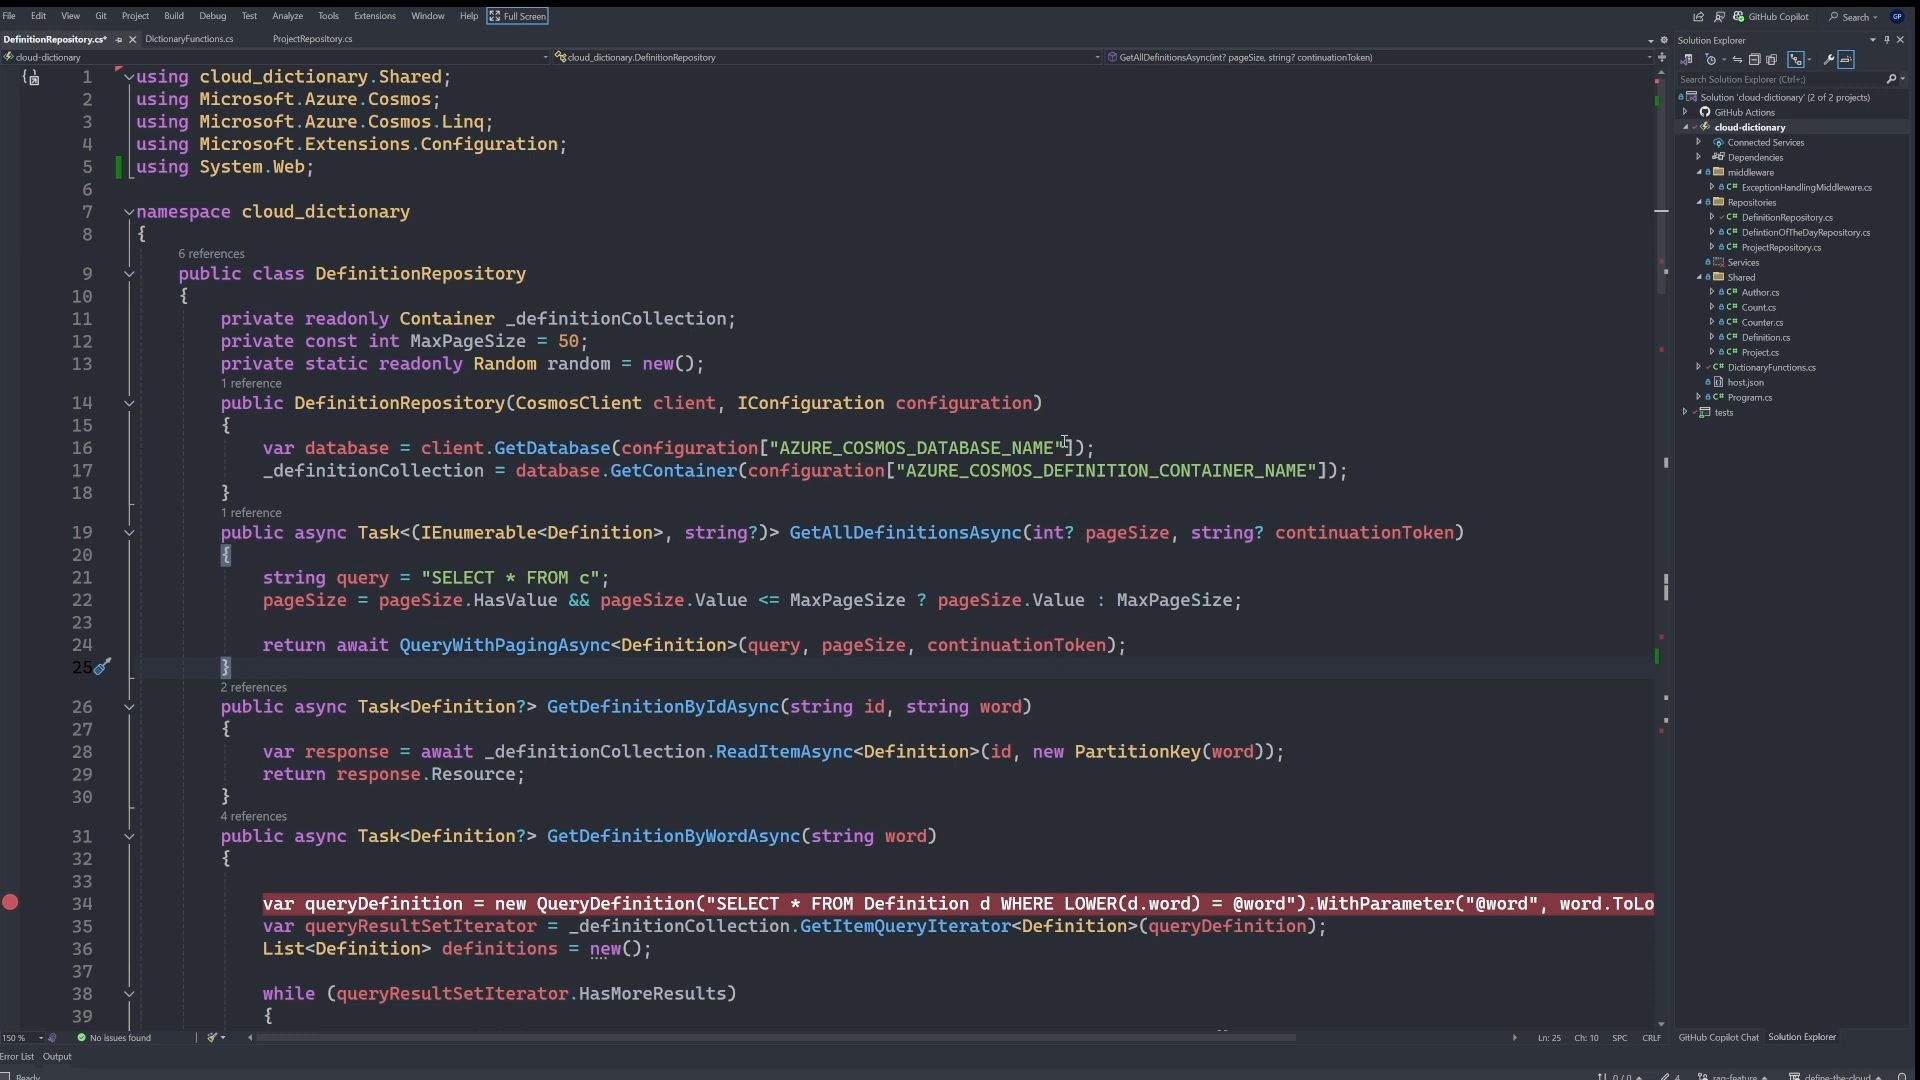 File Edit View Git Project Build Debug Test Analyze Tools Extensions Window Help Full Screen GitHub Copilot Search GP
DefinitionRepository.cs* DictionaryFunctions.cs ProjectRepository.cs
cloud-dictionary cloud_dictionary.DefinitionRepository GetAllDefinitionsAsync(int? pageSize, string? continuationToken)
1 using cloud_dictionary.Shared;
2 using Microsoft.Azure.Cosmos;
3 using Microsoft.Azure.Cosmos.Linq;
4 using Microsoft.Extensions.Configuration;
5 using System.Web;
6
7 namespace cloud_dictionary
8 {
6 references
9 public class DefinitionRepository
10 {
11 private readonly Container _definitionCollection;
12 private const int MaxPageSize = 50;
13 private static readonly Random random = new();
1 reference
14 public DefinitionRepository(CosmosClient client, IConfiguration configuration)
15 {
16 var database = client.GetDatabase(configuration["AZURE_COSMOS_DATABASE_NAME"]);
17 _definitionCollection = database.GetContainer(configuration["AZURE_COSMOS_DEFINITION_CONTAINER_NAME"]);
18 }
1 reference
19 public async Task<(IEnumerable<Definition>, string?)> GetAllDefinitionsAsync(int? pageSize, string? continuationToken)
20 {
21 string query = "SELECT * FROM c";
22 pageSize = pageSize.HasValue && pageSize.Value <= MaxPageSize ? pageSize.Value : MaxPageSize;
23
24 return await QueryWithPagingAsync<Definition>(query, pageSize, continuationToken);
25 }
2 references
26 public async Task<Definition?> GetDefinitionByIdAsync(string id, string word)
27 {
28 var response = await _definitionCollection.ReadItemAsync<Definition>(id, new PartitionKey(word));
29 return response.Resource;
30 }
4 references
31 public async Task<Definition?> GetDefinitionByWordAsync(string word)
32 {
33
34 var queryDefinition = new QueryDefinition("SELECT * FROM Definition d WHERE LOWER(d.word) = @word").WithParameter("@word", word.ToLo
35 var queryResultSetIterator = _definitionCollection.GetItemQueryIterator<Definition>(queryDefinition);
36 List<Definition> definitions = new();
37
38 while (queryResultSetIterator.HasMoreResults)
39 {
150 % No issues found Ln: 25 Ch: 10 SPC CRLF
Error List Output
Ready 0 / 0 4 rag-feature define-the-cloud
Solution Explorer
Search Solution Explorer (Ctrl+;)
Solution 'cloud-dictionary' (2 of 2 projects)
GitHub Actions
cloud-dictionary
Connected Services
Dependencies
middleware
C# ExceptionHandlingMiddleware.cs
Repositories
C# DefinitionRepository.cs
C# DefintionOfTheDayRepository.cs
C# ProjectRepository.cs
Services
Shared
C# Author.cs
C# Count.cs
C# Counter.cs
C# Definition.cs
C# Project.cs
C# DictionaryFunctions.cs
host.json
C# Program.cs
tests
GitHub Copilot Chat Solution Explorer